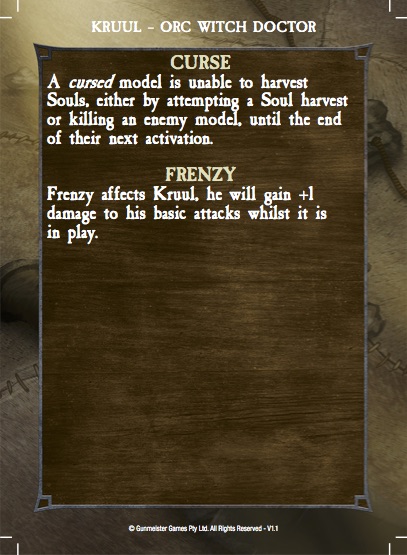 KRUUL - ORC WITCH DOCTOR
CURSE
A cursed model is unable to harvest
Souls, either by attempting a Soul harvest
or killing an enemy model, until the end
of their next activation.
FRENZY
Frenzy affects Kruul, he will gain +1
damage to his basic attacks whilst it is
in play.
© Gunmeister Games Pty Ltd. All Rights Reserved - V1.1